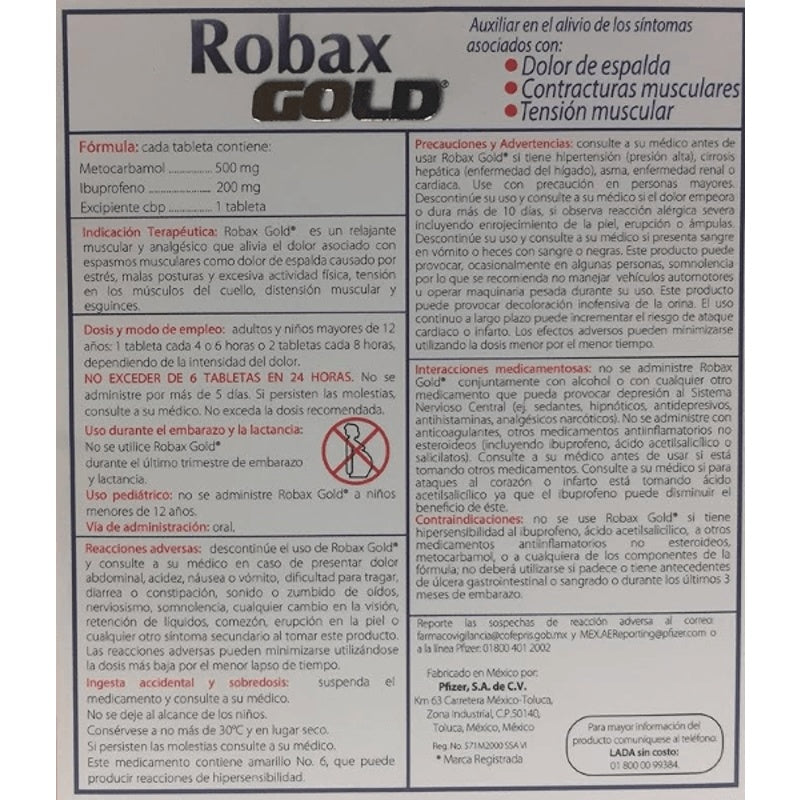 Robax
GOLD®
Auxiliar en el alivio de los síntomas
asociados con:
• Dolor de espalda
• Contracturas musculares
• Tensión muscular
Fórmula: cada tableta contiene:
Metocarbamol .............. 500 mg
Ibuprofeno ...................... 200 mg
Excipiente cbp .............. 1 tableta
Indicación Terapéutica: Robax Gold® es un relajante
muscular y analgésico que alivia el dolor asociado con
espasmos musculares como dolor de espalda causado por
estrés, malas posturas y excesiva actividad física, tensión
en los músculos del cuello, distensión muscular y
esguinces.
Dosis y modo de empleo: adultos y niños mayores de 12
años: 1 tableta cada 4 o 6 horas o 2 tabletas cada 8 horas,
dependiendo de la intensidad del dolor.
NO EXCEDER DE 6 TABLETAS EN 24 HORAS. No se
administre por más de 5 días. Si persisten las molestias,
consulte a su médico. No exceda la dosis recomendada.
Uso durante el embarazo y la lactancia:
No se utilice Robax Gold®
durante el último trimestre de embarazo
y lactancia.
Uso pediátrico: no se administre Robax Gold® a niños
menores de 12 años.
Vía de administración: oral.
Reacciones adversas: descontinúe el uso de Robax Gold®
y consulte a su médico en caso de presentar dolor
abdominal, acidez, náusea o vómito, dificultad para tragar,
diarrea o constipación, sonido o zumbido de oídos,
nerviosismo, somnolencia, cualquier cambio en la visión,
retención de líquidos, comezón, erupción en la piel o
cualquier otro síntoma secundario al tomar este producto.
Las reacciones adversas pueden minimizarse utilizándose
la dosis más baja por el menor lapso de tiempo.
Ingesta accidental y sobredosis: suspenda el
medicamento y consulte a su médico.
No se deje al alcance de los niños.
Consérvese a no más de 30ºC y en lugar seco.
Si persisten las molestias consulte a su médico.
Este medicamento contiene amarillo No. 6, que puede
producir reacciones de hipersensibilidad.
Precauciones y Advertencias: consulte a su médico antes de
usar Robax Gold® si tiene hipertensión (presión alta), cirrosis
hepática (enfermedad del hígado), asma, enfermedad renal o
cardiaca. Use con precaución en personas mayores.
Descontinúe su uso y consulte a su médico si el dolor empeora
o dura más de 10 días, si observa reacción alérgica severa
incluyendo enrojecimiento de la piel, erupción o ámpulas.
Descontinúe su uso y consulte a su médico si presenta sangre
en vómito o heces con sangre o negras. Este producto puede
provocar, ocasionalmente en algunas personas, somnolencia
por lo que se recomienda no manejar vehículos automotores
u operar maquinaria pesada durante su uso. Este producto
puede provocar decoloración inofensiva de la orina. El uso
continuo a largo plazo puede incrementar el riesgo de ataque
cardiaco o infarto. Los efectos adversos pueden minimizarse
utilizando la dosis menor por el menor tiempo.
Interacciones medicamentosas: no se administre Robax
Gold® conjuntamente con alcohol o con cualquier otro
medicamento que pueda provocar depresión al Sistema
Nervioso Central (ej. sedantes, hipnóticos, antidepresivos,
antihistaminas, analgésicos narcóticos). No se administre con
anticoagulantes, otros medicamentos antiinflamatorios no
esteroideos (incluyendo ibuprofeno, ácido acetilsalicílico o
salicilatos). Consulte a su médico antes de usar si está
tomando otros medicamentos. Consulte a su médico si para
ataques al corazón o infarto está tomando ácido
acetilsalicílico ya que el ibuprofeno puede disminuir el
beneficio de éste.
Contraindicaciones: no se use Robax Gold® si tiene
hipersensibilidad al ibuprofeno, ácido acetilsalicílico, a otros
medicamentos antiinflamatorios no esteroideos,
metocarbamol, o a cualquiera de los componentes de la
fórmula; no deberá utilizarse si padece o tiene antecedentes
de úlcera gastrointestinal o sangrado o durante los últimos 3
meses de embarazo.
Reporte las sospechas de reacción adversa al correo:
farmacovigilancia@cofepris.gob.mx y MEX.AEReporting@pfizer.com o
a la línea Pfizer: 01800 401 2002
Fabricado en México por:
Pfizer, S.A. de C.V.
Km 63 Carretera México-Toluca,
Zona Industrial, C.P.50140,
Toluca, México, México
Reg. No. 571M2000 SSA VI
* Marca Registrada
Para mayor información del
producto comuníquese al teléfono:
LADA sin costo:
01 800 00 99384.